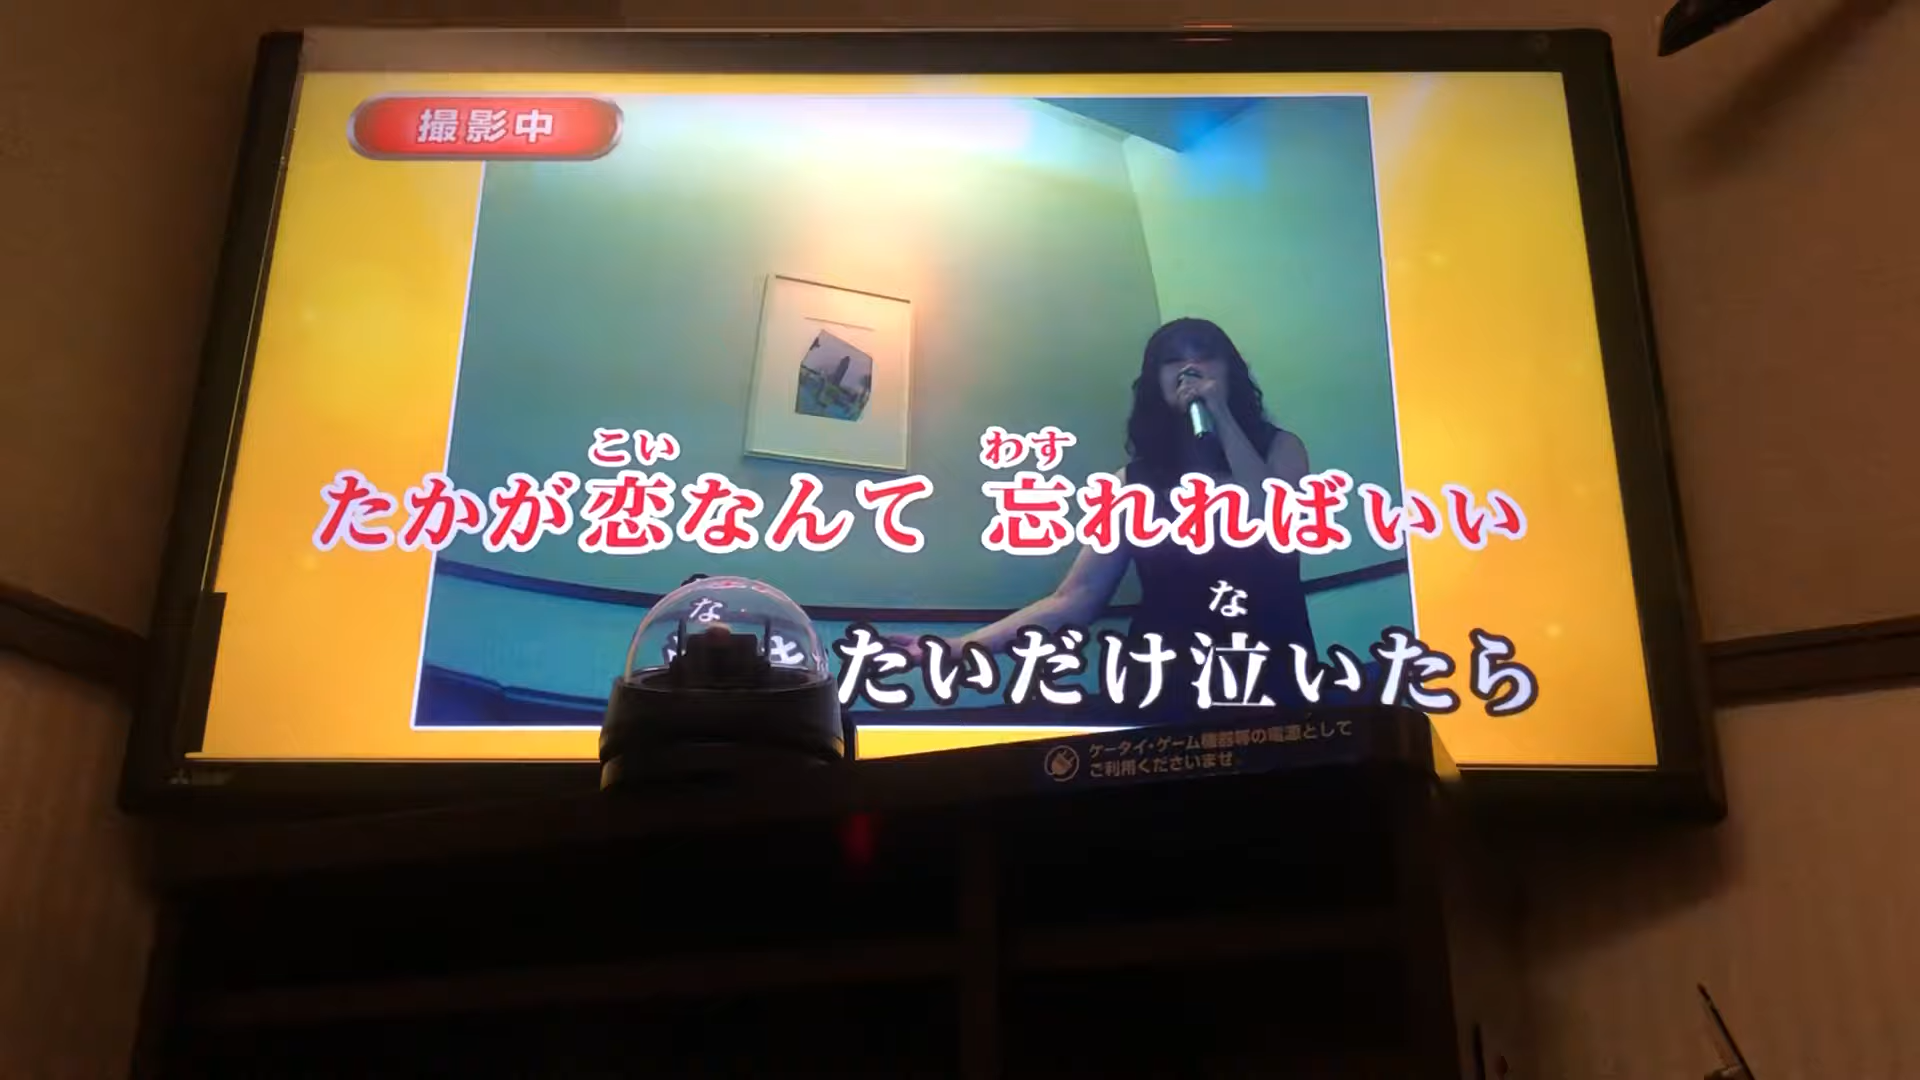 撮影中
こい わす
たかが恋なんて 忘れればいい
な な
きたいだけ泣いたら
ケータイ・ゲーム機器等の電源として
ご利用くださいませ